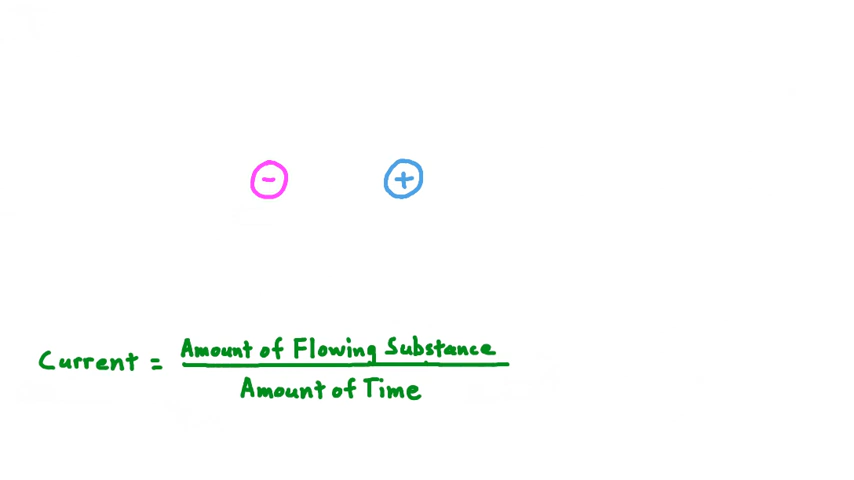 - +
Current = Amount of Flowing Substance
Amount of Time